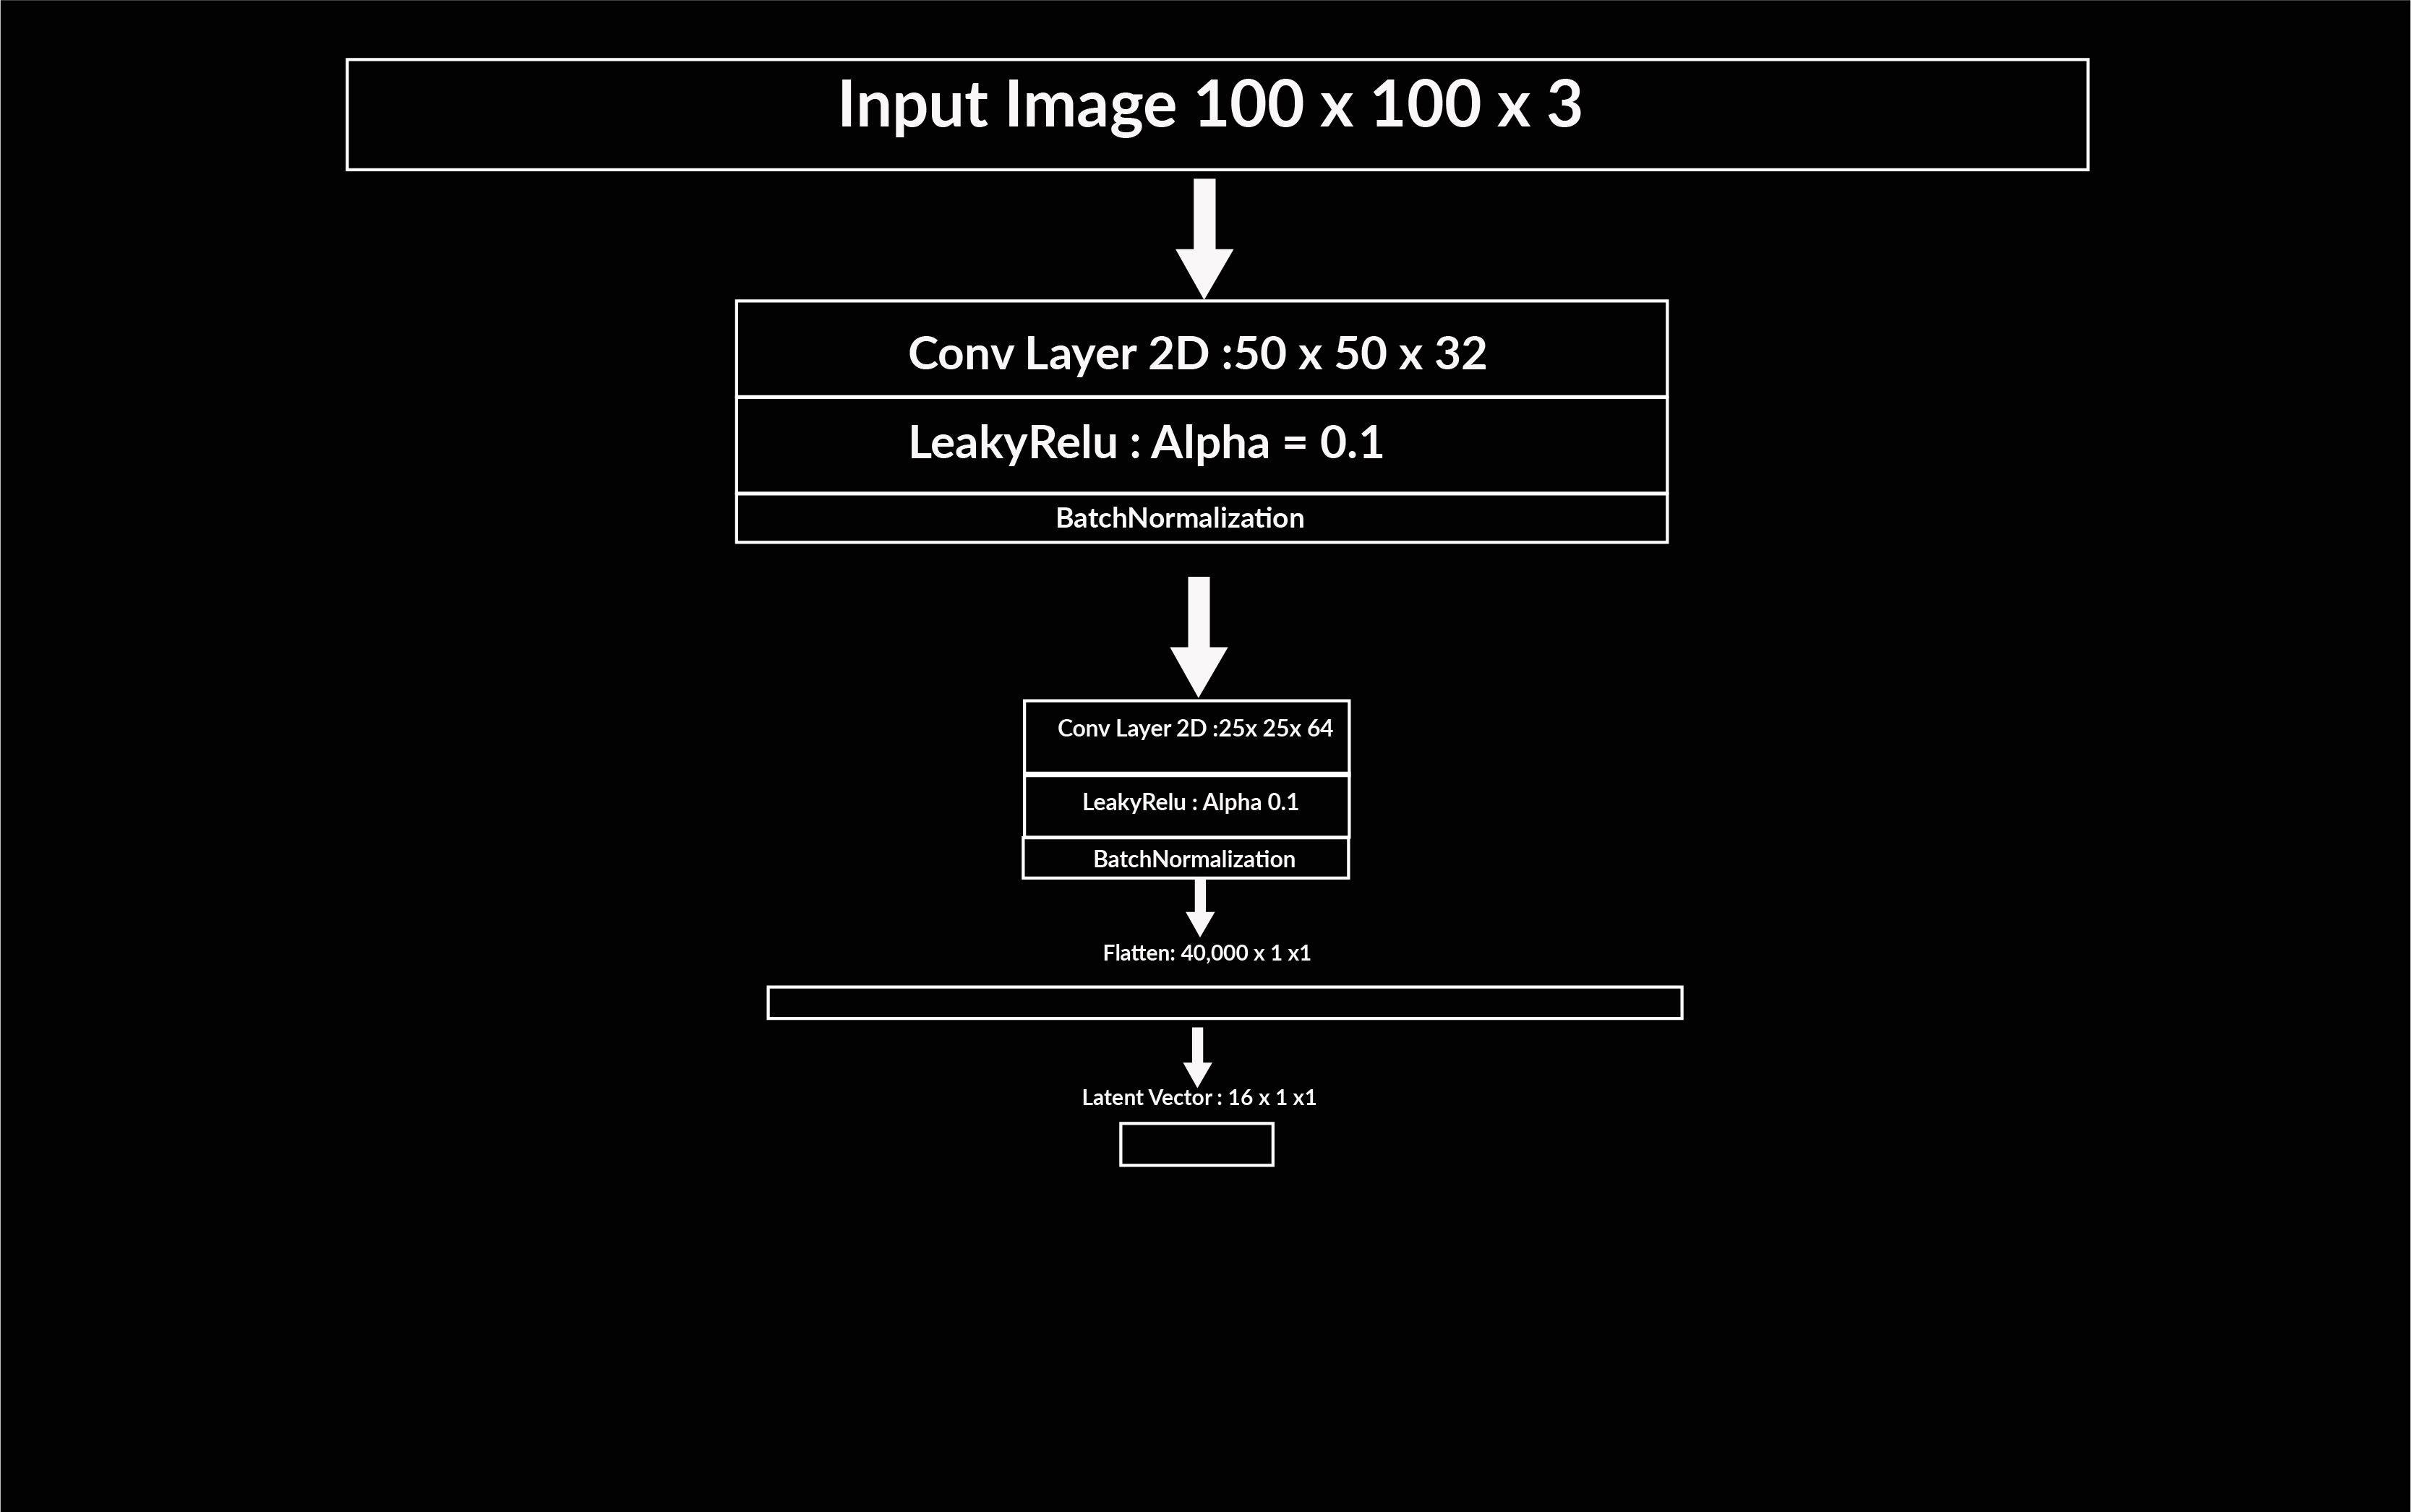 Input Image 100 x 100 x 3
Conv Layer 2D :50 x 50 x 32
LeakyRelu : Alpha = 0.1
BatchNormalization
Conv Layer 2D :25x 25x 64
LeakyRelu : Alpha 0.1
BatchNormalization
Flatten: 40,000 x 1 x1
Latent Vector : 16 x 1 x1